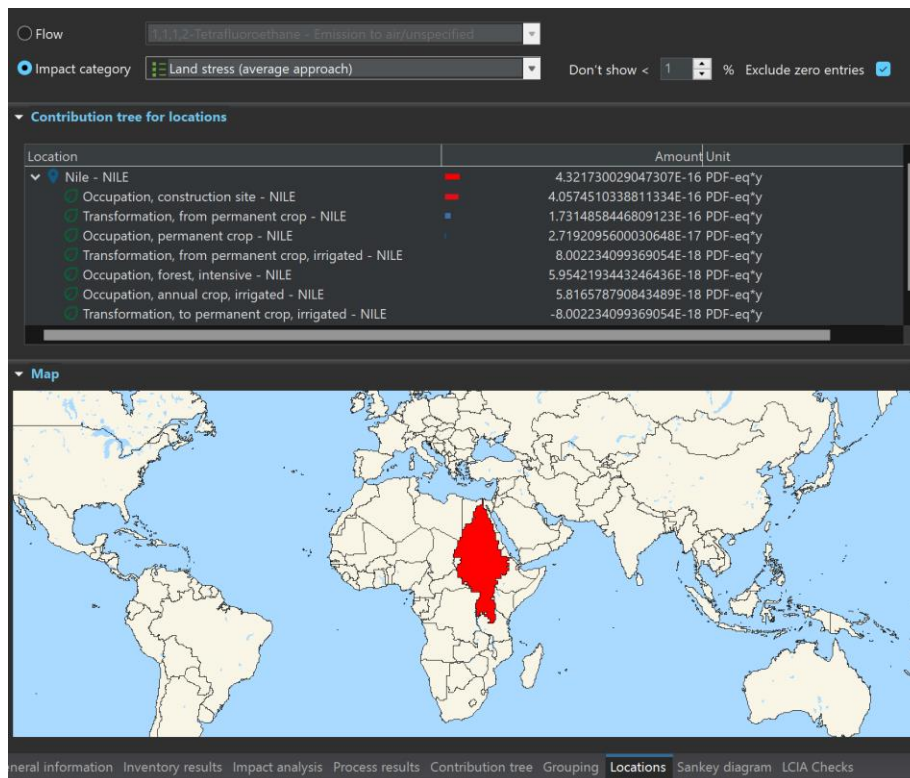 Flow 1,1,1,2-Tetrafluoroethane - Emission to air/unspecified
Impact category Land stress (average approach) Don't show < 1 % Exclude zero entries
Contribution tree for locations
Location Amount Unit
Nile - NILE 4.321730029047307E-16 PDF-eq*y
Occupation, construction site - NILE 4.0574510338811334E-16 PDF-eq*y
Transformation, from permanent crop - NILE 1.7314858446809123E-16 PDF-eq*y
Occupation, permanent crop - NILE 2.7192095600030648E-17 PDF-eq*y
Transformation, from permanent crop, irrigated - NILE 8.002234099369054E-18 PDF-eq*y
Occupation, forest, intensive - NILE 5.9542193443246436E-18 PDF-eq*y
Occupation, annual crop, irrigated - NILE 5.816578790843489E-18 PDF-eq*y
Transformation, to permanent crop, irrigated - NILE -8.002234099369054E-18 PDF-eq*y
Map
eneral information Inventory results Impact analysis Process results Contribution tree Grouping Locations Sankey diagram LCIA Checks